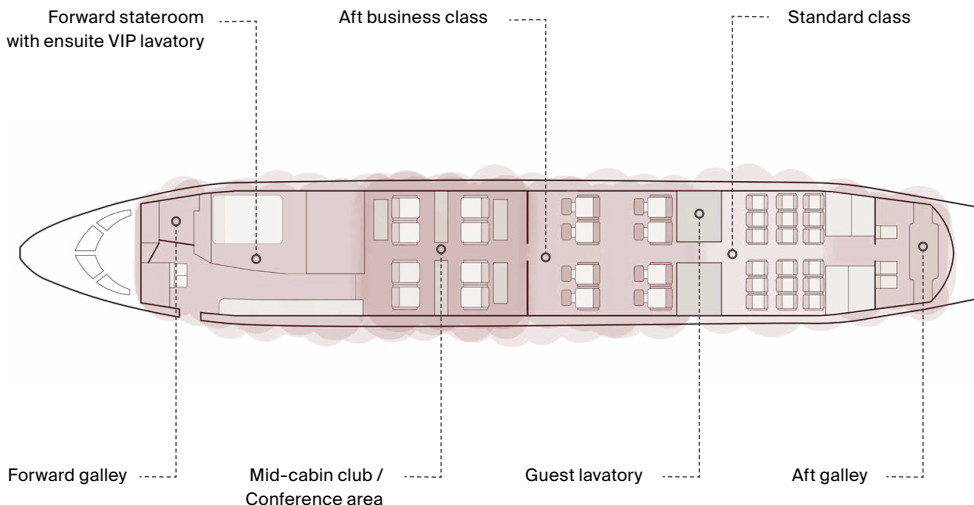 Forward stateroom
with ensuite VIP lavatory
Aft business class
Standard class
Forward galley
Mid-cabin club /
Conference area
Guest lavatory
Aft galley